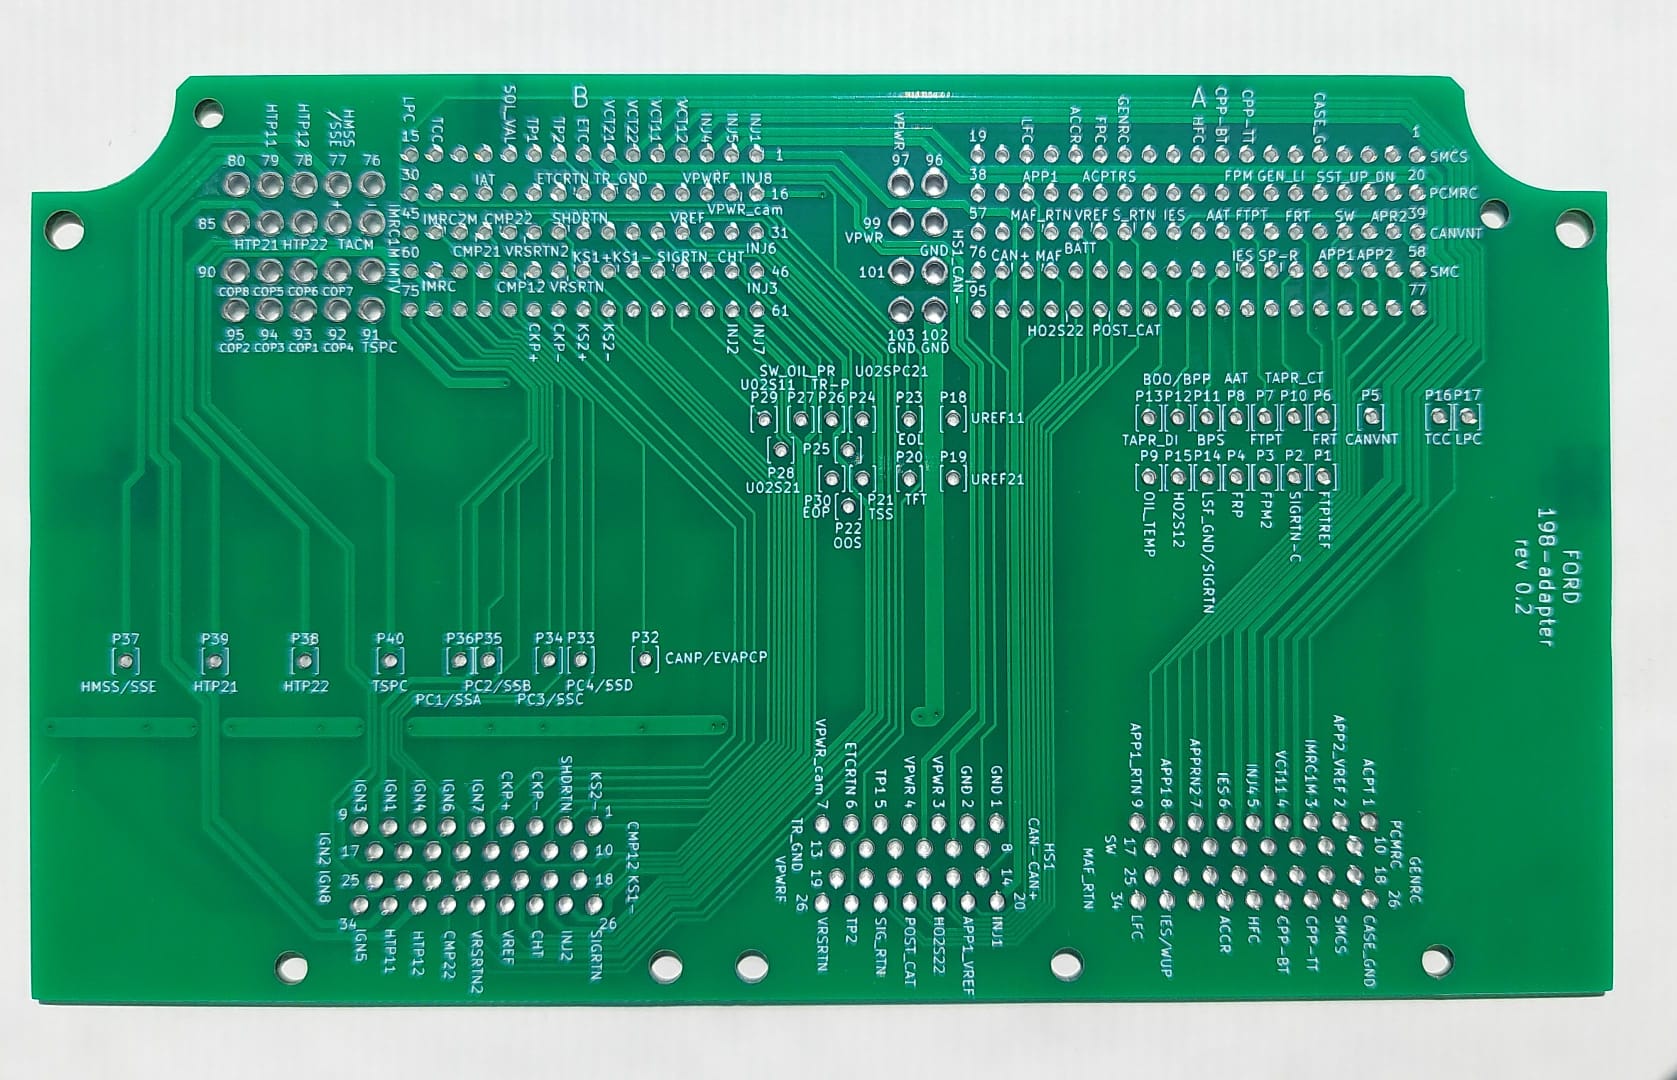 HTP11 HTP12 HMSS/SSE LPC TCC SOL_VAL TP1 TP2 B ETC VCT21 VCT22 VCT11 VCT12 INJ4 INJ5 INJ1 VPWR LFC ACCR FPC GENRC A HFC CPP-BT CPP-TT
15 1 19 1
80 79 78 77 76 97 96 SMCS
30 IAT ETCRTN TR_GND VPWRF INJ8 38 APP1 ACPTRS FPM GEN_LI SST_UP_DN 20
16 PCMRC
+ -
45 IMRC2M CMP22 SHDRTN VREF VPWR_cam 57 MAF_RTN VREF S_RTN IES AAT FTPT FRT SW APR2 39
85 99 31 CANVNT
HTP21 HTP22 TACM IMRC1M IMTV VPWR
60 CMP21 VRSRTN2 KS1+ KS1- SIGRTN CHT INJ6 GND HS1_CAN- 76 CAN+ MAF BATT IES SP-R APP1 APP2 58
90 46 101 SMC
COP8 COP5 COP6 COP7
75 IMRC CMP12 VRSRTN INJ3 95 77
61
95 94 93 92 91 103 102
COP2 COP3 COP1 COP4 TSPC GND GND
CKP+ CKP- KS2+ KS2- INJ2 INJ7 HO2S22 POST_CAT
SW_OIL_PR UO2SPC21
UO2S11 TR-P BOO/BPP AAT TAPR_CT
P29 P27 P26 P24 P23 P18 P13 P12 P11 P8 P7 P10 P6 P5 P16 P17
UREF11
EOL TAPR_DI BPS FTPT FRT CANVNT TCC LPC
P25
P28 P20 P19 P9 P15 P14 P4 P3 P2 P1
UO2S21 UREF21
P30 P21 TFT
EOP TSS
P22
OOS
OIL_TEMP HO2S12 LSF_GND/SIGRTN FRP FPM2 SIGRTN-C FTPTREF
FORD
198-adapter
rev 0.2
P37 P39 P38 P40 P36 P35 P34 P33 P32
CANP/EVAPCP
HMSS/SSE HTP21 HTP22 TSPC PC2/SSB PC4/SSD
PC1/SSA PC3/SSC
IGN3 IGN1 IGN4 IGN6 IGN7 CKP+ CKP- SHDRTN KS2-
9 1
IGN2 IGN8 CMP12 KS1-
17 10
25 18
34 26
IGN5 HTP11 HTP12 CMP22 VRSRTN2 VREF CHT INJ2 SIGRTN
VPWR_cam 7 ETCRTN 6 TP1 5 VPWR 4 VPWR 3 GND 2 GND 1
TR_GND VPWRF HS1 CAN- CAN+
13 8
19 14
26 20
VRSRTN TP2 SIG_RTN POST_CAT HO2S22 APP1_VREF INJ1
APP1_RTN 9 APP1 8 APPRN2 7 IES 6 INJ4 5 VCT11 4 IMRC1M 3 APP2_VREF 2 ACPT 1
SW MAF_RTN PCMRC GENRC
17 10
25 18
34 26
LFC IES/WUP ACCR HFC CPP-BT CPP-TT SMCS CASE_GND